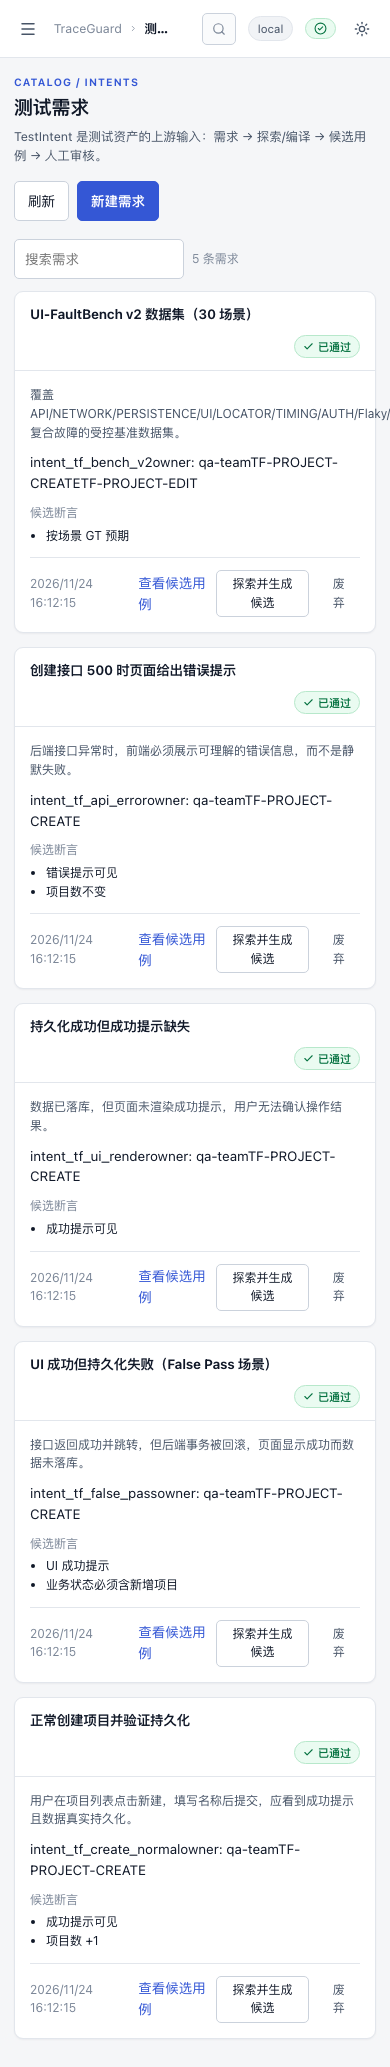 TraceGuard › 测试... local
CATALOG / INTENTS
测试需求
TestIntent 是测试资产的上游输入：需求 → 探索/编译 → 候选用
例 → 人工审核。
刷新 新建需求
搜索需求 5 条需求
UI-FaultBench v2 数据集（30 场景）
已通过
覆盖
API/NETWORK/PERSISTENCE/UI/LOCATOR/TIMING/AUTH/Flaky/
复合故障的受控基准数据集。
intent_tf_bench_v2owner: qa-teamTF-PROJECT-
CREATETF-PROJECT-EDIT
候选断言
• 按场景 GT 预期
2026/11/24 查看候选用 探索并生成 废
16:12:15 例 候选 弃
创建接口 500 时页面给出错误提示
已通过
后端接口异常时，前端必须展示可理解的错误信息，而不是静
默失败。
intent_tf_api_errorowner: qa-teamTF-PROJECT-
CREATE
候选断言
• 错误提示可见
• 项目数不变
2026/11/24 查看候选用 探索并生成 废
16:12:15 例 候选 弃
持久化成功但成功提示缺失
已通过
数据已落库，但页面未渲染成功提示，用户无法确认操作结
果。
intent_tf_ui_renderowner: qa-teamTF-PROJECT-
CREATE
候选断言
• 成功提示可见
2026/11/24 查看候选用 探索并生成 废
16:12:15 例 候选 弃
UI 成功但持久化失败（False Pass 场景）
已通过
接口返回成功并跳转，但后端事务被回滚，页面显示成功而数
据未落库。
intent_tf_false_passowner: qa-teamTF-PROJECT-
CREATE
候选断言
• UI 成功提示
• 业务状态必须含新增项目
2026/11/24 查看候选用 探索并生成 废
16:12:15 例 候选 弃
正常创建项目并验证持久化
已通过
用户在项目列表点击新建，填写名称后提交，应看到成功提示
且数据真实持久化。
intent_tf_create_normalowner: qa-teamTF-
PROJECT-CREATE
候选断言
• 成功提示可见
• 项目数 +1
2026/11/24 查看候选用 探索并生成 废
16:12:15 例 候选 弃